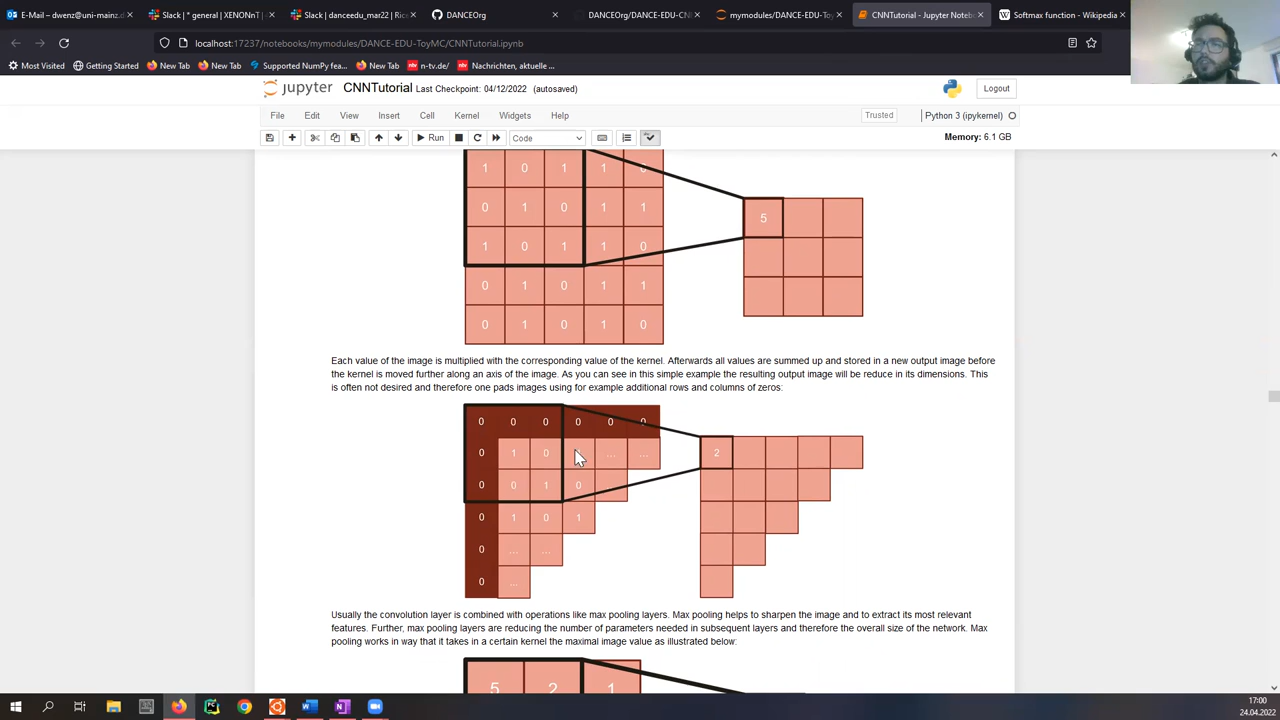 E-Mail – dwenz@uni-mainz.d
Slack | * general | XENONnT |
Slack | danceedu_mar22 | Ric
DANCEOrg
DANCEOrg/DANCE-EDU-CN
mymodules/DANCE-EDU-Toy
CNNTutorial - Jupyter Noteb
Softmax function - Wikipedia
localhost:17237/notebooks/mymodules/DANCE-EDU-ToyMC/CNNTutorial.ipynb
Most Visited
Getting Started
New Tab
New Tab
Supported NumPy feat
New Tab
n-tv.de/
Nachrichten, aktuelle ...
jupyter CNNTutorial Last Checkpoint: 04/12/2022 (autosaved)
Logout
File Edit View Insert Cell Kernel Widgets Help
Trusted
Python 3 (ipykernel)
Run
Code
Memory: 6.1 GB
1 0 1 1 0
0 1 0 1 1
5
1 0 1 1 0
0 1 0 1 1
0 1 0 1 0
Each value of the image is multiplied with the corresponding value of the kernel. Afterwards all values are summed up and stored in a new output image before
the kernel is moved further along an axis of the image. As you can see in this simple example the resulting output image will be reduce in its dimensions. This
is often not desired and therefore one pads images using for example additional rows and columns of zeros:
0 0 0 0 0 0
0 1 0 ... ...
2
0 0 1 0
0 1 0 1
0 ... ...
0 ...
Usually the convolution layer is combined with operations like max pooling layers. Max pooling helps to sharpen the image and to extract its most relevant
features. Further, max pooling layers are reducing the number of parameters needed in subsequent layers and therefore the overall size of the network. Max
pooling works in way that it takes in a certain kernel the maximal image value as illustrated below:
5 2 1
17:00
24.04.2022